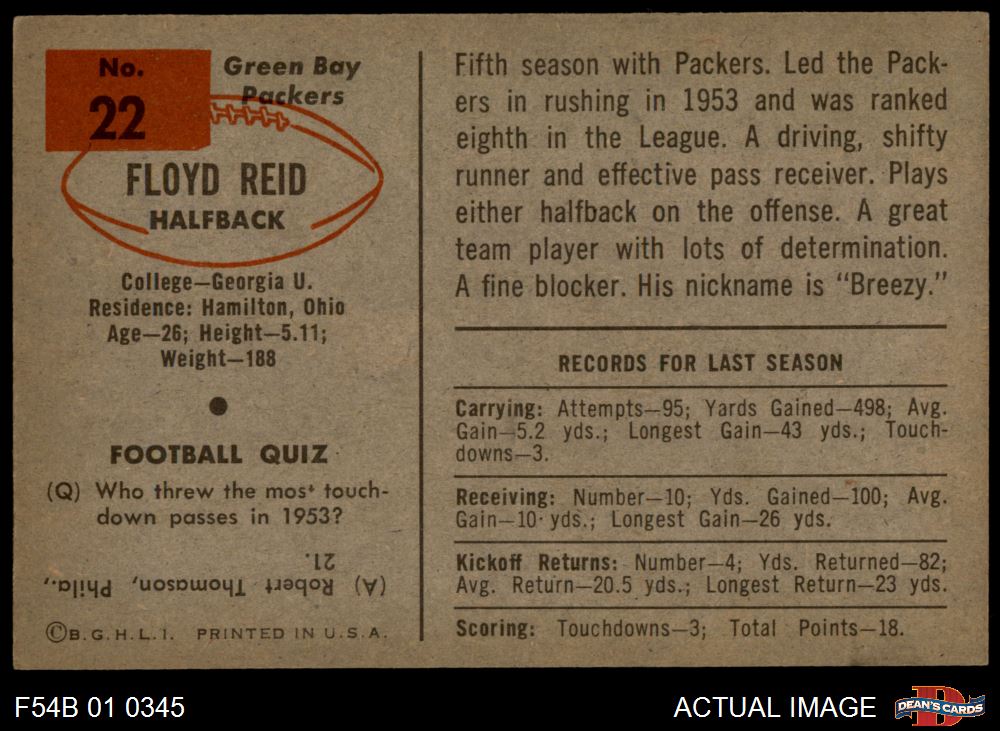 No.
22
Green Bay
Packers
FLOYD REID
HALFBACK
College—Georgia U.
Residence: Hamilton, Ohio
Age—26; Height—5.11;
Weight—188
FOOTBALL QUIZ
(Q) Who threw the most touch-
down passes in 1953?
(A) Robert Thomason, Phila.,
21.
©B.G.H.L.I. PRINTED IN U.S.A.
Fifth season with Packers. Led the Pack-
ers in rushing in 1953 and was ranked
eighth in the League. A driving, shifty
runner and effective pass receiver. Plays
either halfback on the offense. A great
team player with lots of determination.
A fine blocker. His nickname is “Breezy.”
RECORDS FOR LAST SEASON
Carrying: Attempts—95; Yards Gained—498; Avg.
Gain—5.2 yds.; Longest Gain—43 yds.; Touch-
downs—3.
Receiving: Number—10; Yds. Gained—100; Avg.
Gain—10 yds.; Longest Gain—26 yds.
Kickoff Returns: Number—4; Yds. Returned—82;
Avg. Return—20.5 yds.; Longest Return—23 yds.
Scoring: Touchdowns—3; Total Points—18.
F54B 01 0345
ACTUAL IMAGE
D
DEAN'S CARDS